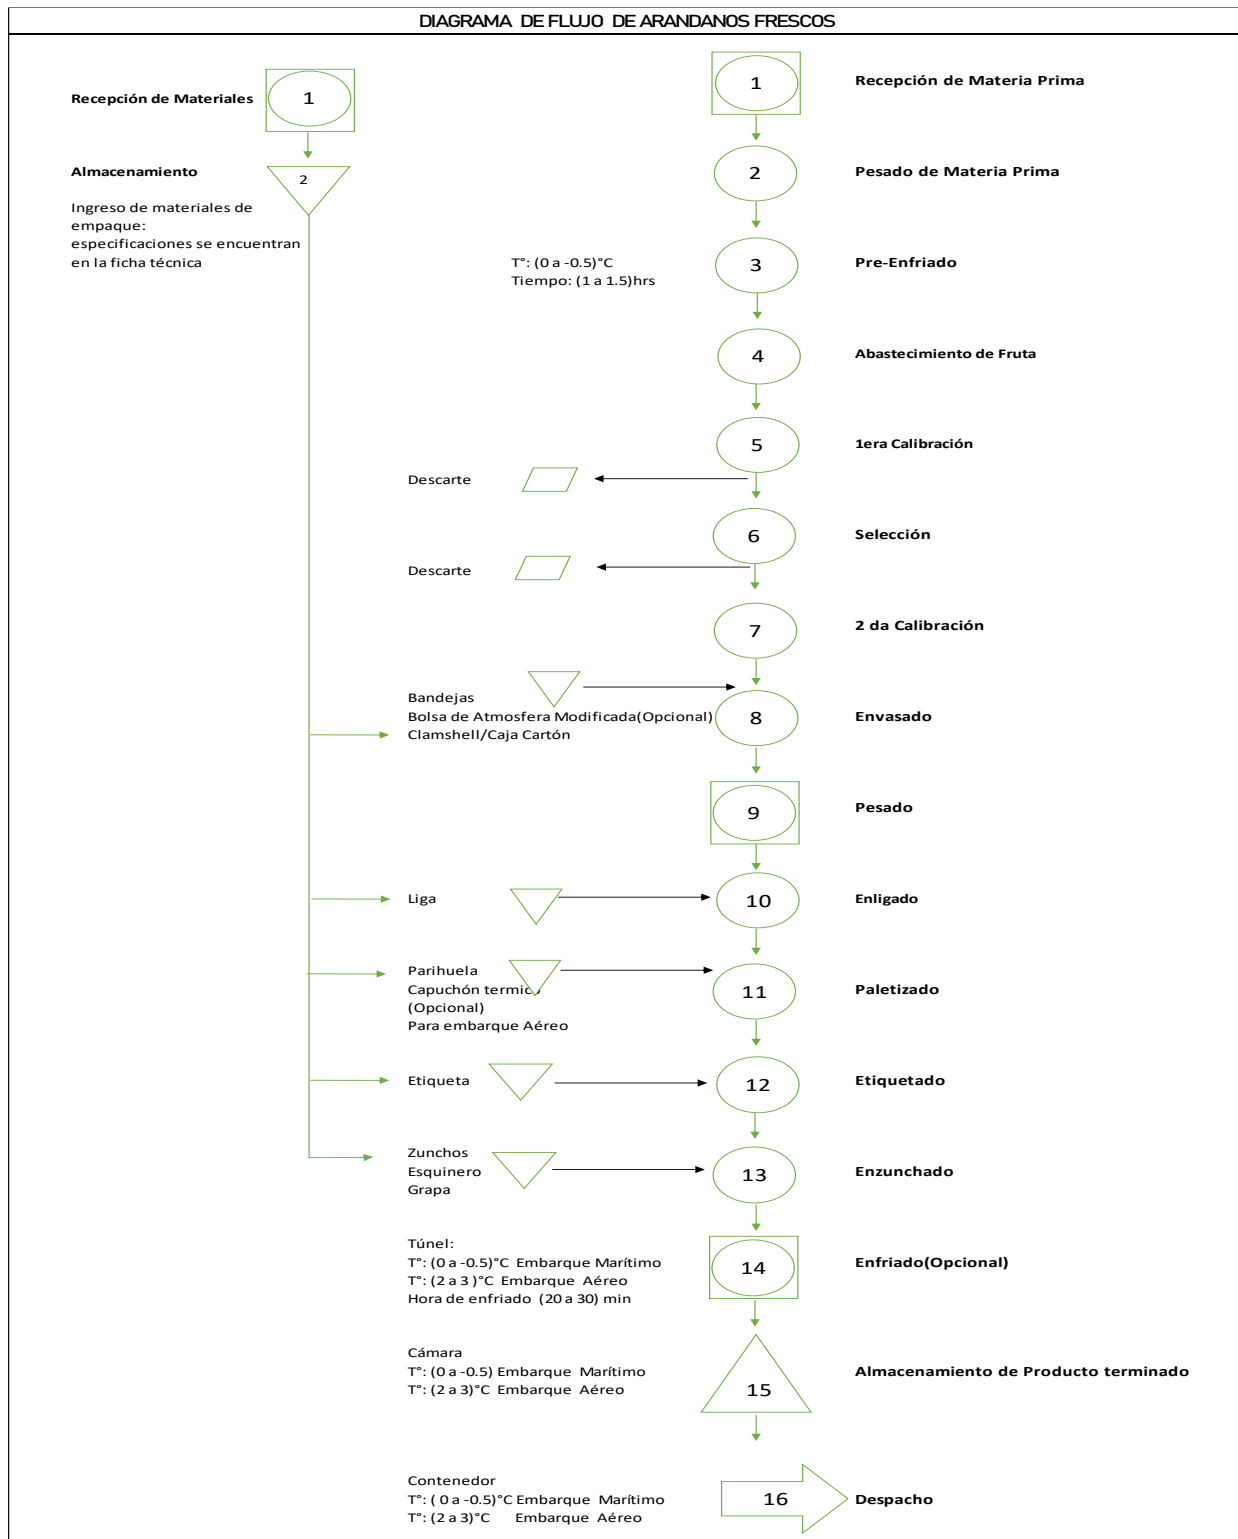 DIAGRAMA DE FLUJO DE ARANDANOS FRESCOS
Recepción de Materiales
1
Almacenamiento
2
Ingreso de materiales de
empaque:
especificaciones se encuentran
en la ficha técnica
1
Recepción de Materia Prima
2
Pesado de Materia Prima
T°: (0 a -0.5)°C
Tiempo: (1 a 1.5)hrs
3
Pre-Enfriado
4
Abastecimiento de Fruta
5
1era Calibración
Descarte
6
Selección
Descarte
7
2 da Calibración
Bandejas
Bolsa de Atmosfera Modificada(Opcional)
Clamshell/Caja Cartón
8
Envasado
9
Pesado
Liga
10
Enligado
Parihuela
Capuchón termico
(Opcional)
Para embarque Aéreo
11
Paletizado
Etiqueta
12
Etiquetado
Zunchos
Esquinero
Grapa
13
Enzunchado
Túnel:
T°: (0 a -0.5)°C Embarque Marítimo
T°: (2 a 3 )°C Embarque Aéreo
Hora de enfriado (20 a 30) min
14
Enfriado(Opcional)
Cámara
T°: (0 a -0.5) Embarque Marítimo
T°: (2 a 3)°C Embarque Aéreo
15
Almacenamiento de Producto terminado
Contenedor
T°: ( 0 a -0.5)°C Embarque Marítimo
T°: (2 a 3)°C Embarque Aéreo
16
Despacho